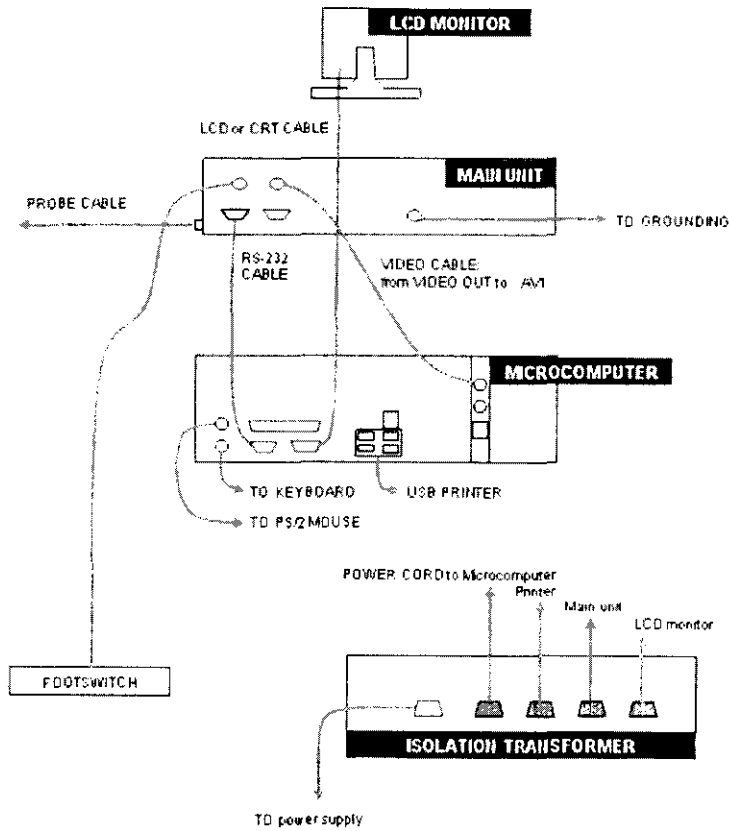 LCD MONITOR
LCD or CRT CABLE
MAIN UNIT
PROBE CABLE
TO GROUNDING
RS-232
CABLE
VIDEO CABLE:
from VIDEO OUT to AV1
MICROCOMPUTER
TO KEYBOARD
USB PRINTER
TO PS/2 MOUSE
POWER CORD to Microcomputer
Printer
Main unit
LCD monitor
FOOTSWITCH
ISOLATION TRANSFORMER
TO power supply